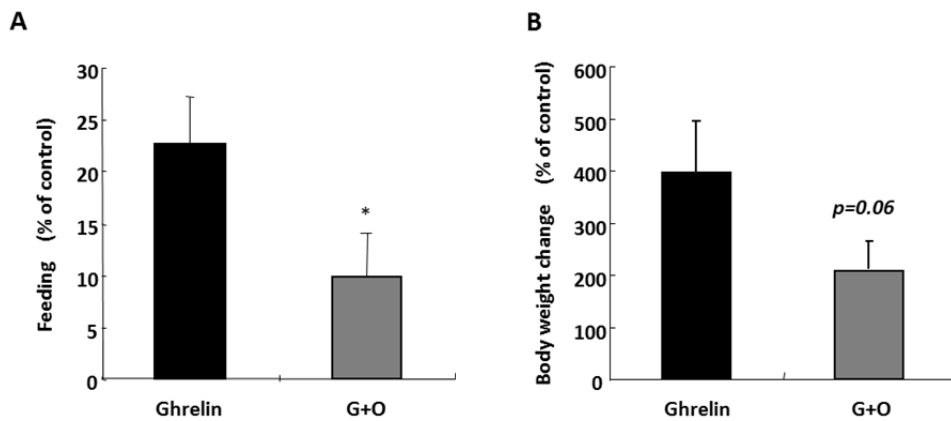 A
Feeding (% of control)
30
25
20
15
10
5
0
*
Ghrelin
G+O
B
Body weight change (% of control)
600
500
400
300
200
100
0
p=0.06
Ghrelin
G+O